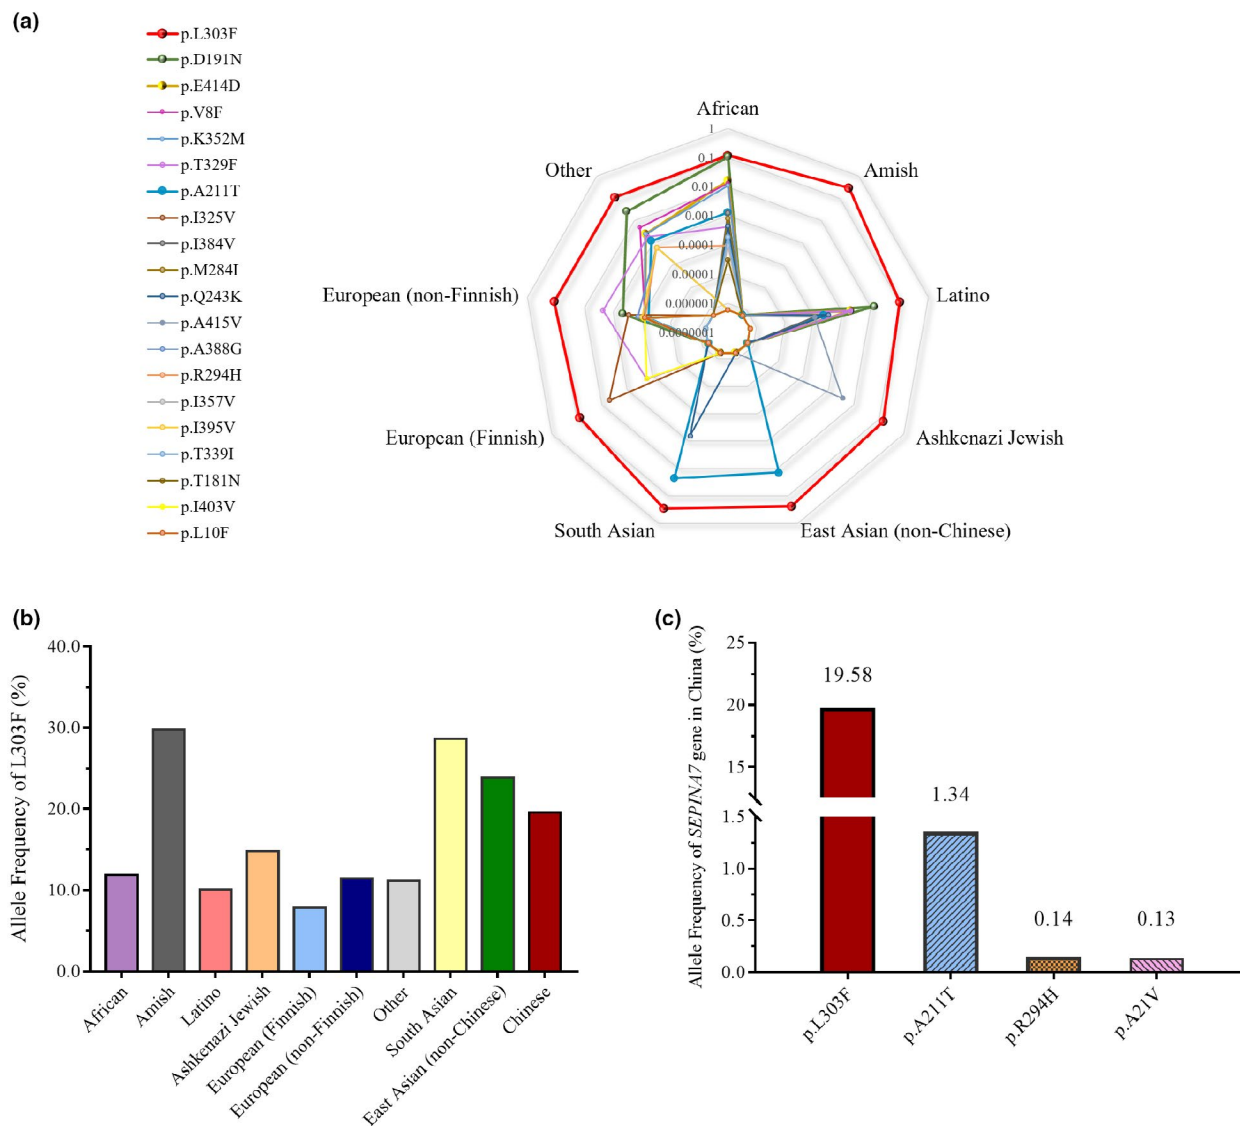 (a)
p.L303F
p.D191N
p.E414D
p.V8F
p.K352M
p.T329F
p.A211T
p.I325V
p.I384V
p.M284I
p.Q243K
p.A415V
p.A388G
p.R294H
p.I357V
p.I395V
p.T339I
p.T181N
p.I403V
p.L10F
African
Amish
Latino
Ashkenazi Jewish
East Asian (non-Chinese)
South Asian
European (Finnish)
European (non-Finnish)
Other
1
0.1
0.01
0.001
0.0001
0.00001
0.000001
0.0000001
(b)
Allele Frequency of L303F (%)
40.0
30.0
20.0
10.0
0.0
African
Amish
Latino
Ashkenazi Jewish
European (Finnish)
European (non-Finnish)
Other
South Asian
East Asian (non-Chinese)
Chinese
(c)
Allele Frequency of SEPINA7 gene in China (%)
25
20
15
1.5
1.0
0.5
0.0
19.58
1.34
0.14
0.13
p.L303F
p.A211T
p.R294H
p.A21V